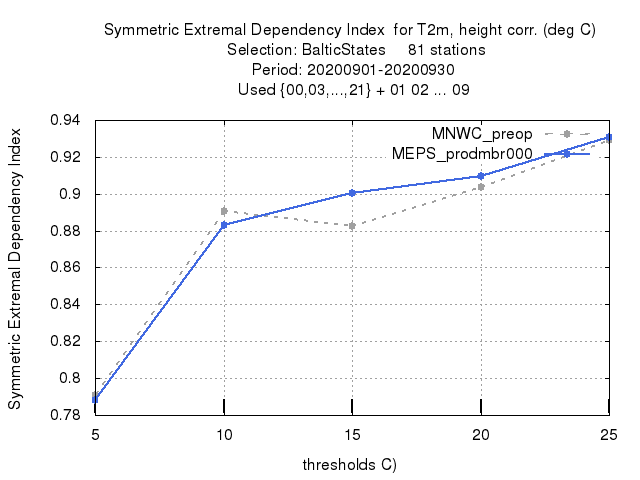 Symmetric Extremal Dependency Index  for T2m, height corr. (deg C)
Selection: BalticStates     81 stations
Period: 20200901-20200930
Used {00,03,...,21} + 01 02 ... 09
Symmetric Extremal Dependency Index
0.94
0.92
0.9
0.88
0.86
0.84
0.82
0.8
0.78
MNWC_preop
MEPS_prodmbr000
5
10
15
20
25
thresholds C)